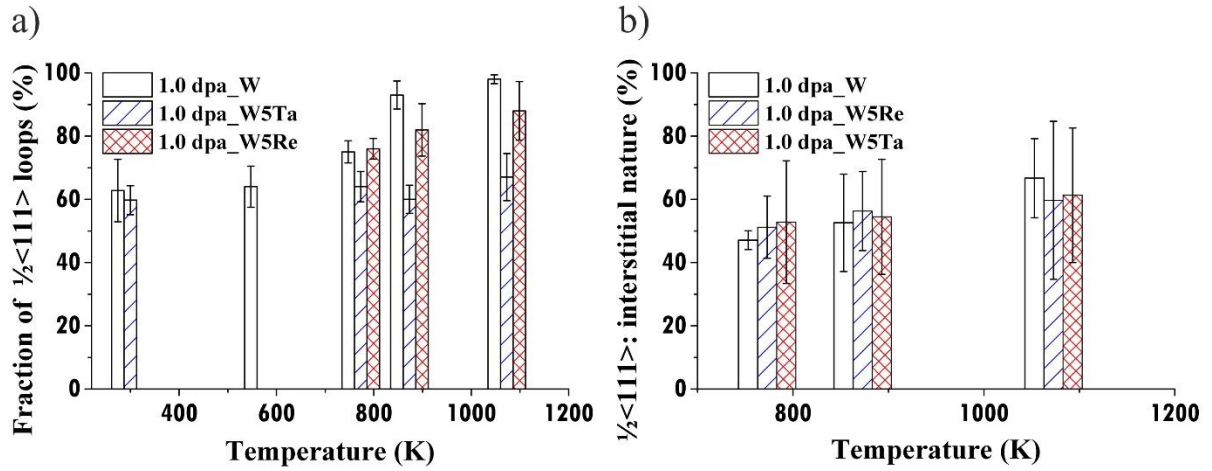 a)
Fraction of ½<111> loops (%)
100
80
60
40
20
0
1.0 dpa_W
1.0 dpa_W5Ta
1.0 dpa_W5Re
400
600
800
1000
1200
Temperature (K)
b)
½<111>: interstitial nature (%)
100
80
60
40
20
0
1.0 dpa_W
1.0 dpa_W5Re
1.0 dpa_W5Ta
800
1000
1200
Temperature (K)